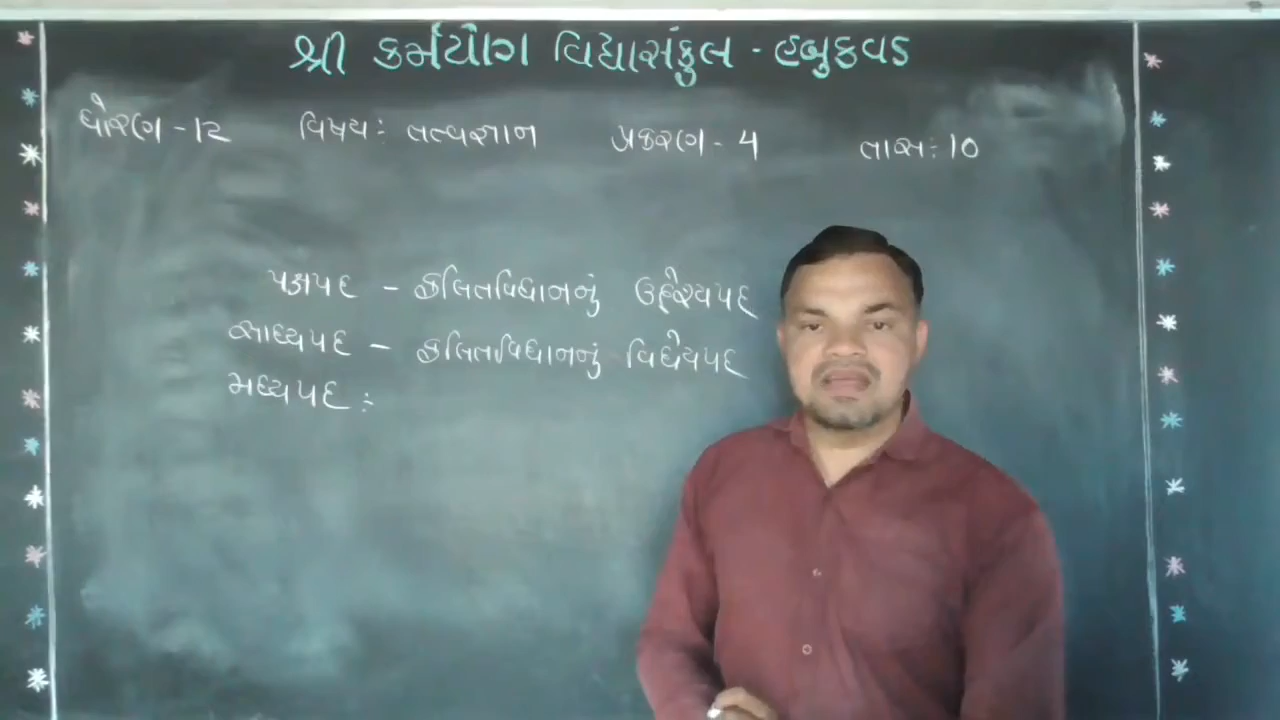 શ્રી કર્મયોગ વિદ્યાસંકુલ - હબુકવડ
ધોરણ - 12 વિષય : તત્વજ્ઞાન પ્રકરણ - 4 તાસ : 10
પક્ષપદ - ફલિતવિધાનનું ઉદ્દેશ્યપદ
સાધ્યપદ - ફલિતવિધાનનું વિધેયપદ
મધ્યપદ :-